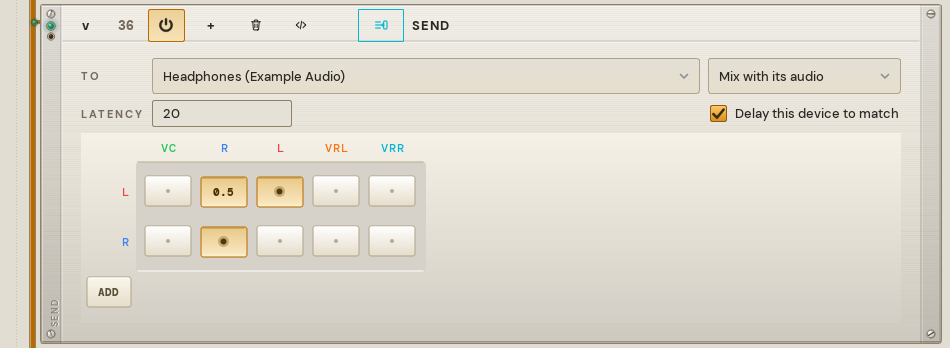 v 36 + </> SEND
TO Headphones (Example Audio) Mix with its audio
LATENCY 20 Delay this device to match
VC R L VRL VRR
L 0.5
R
ADD
SEND